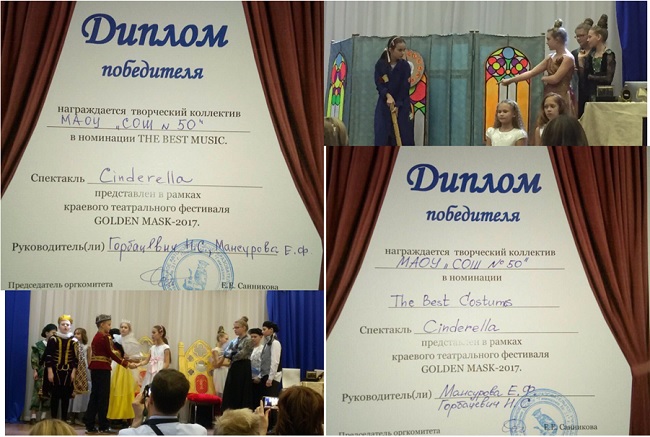 Диплом
победителя
награждается творческий коллектив
МАОУ „СОШ № 50"
в номинации THE BEST MUSIC.
Спектакль Cinderella
представлен в рамках
краевого театрального фестиваля
GOLDEN MASK-2017.
Руководитель(ли) Горбацевич Н.С., Мансурова Е.Ф.
Председатель оргкомитета
Е.Е. Санникова
Диплом
победителя
награждается творческий коллектив
МАОУ „СОШ № 50"
в номинации
The Best Costums
Спектакль Cinderella
представлен в рамках
краевого театрального фестиваля
GOLDEN MASK-2017.
Руководитель(ли) Мансурова Е.Ф.
Горбацевич Н.С.
Е.Е. Санникова